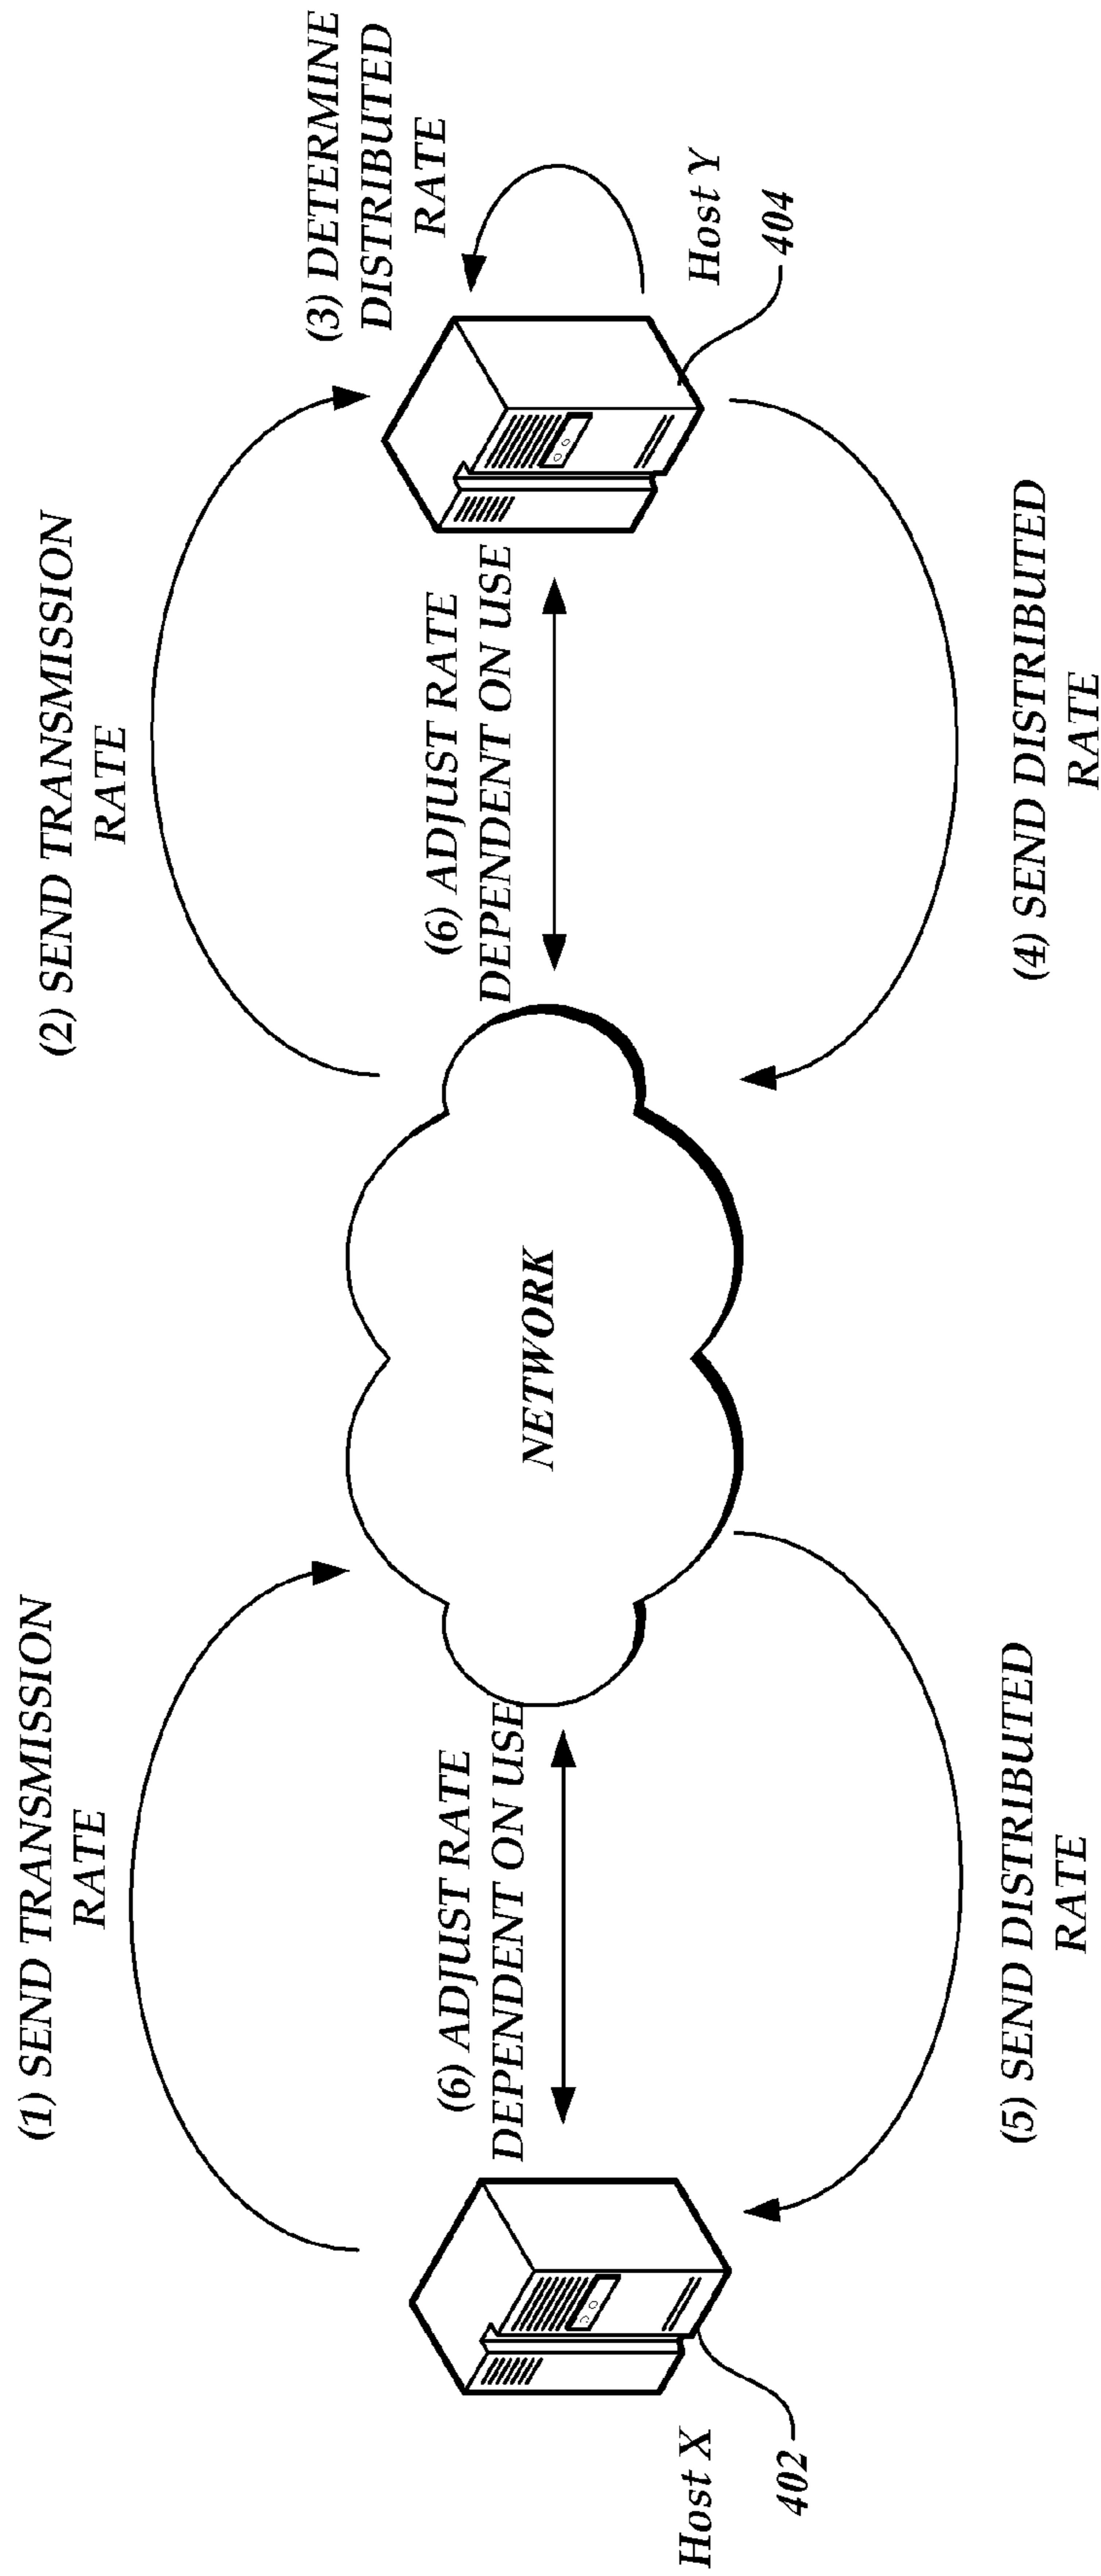 (1) SEND TRANSMISSION
RATE
(2) SEND TRANSMISSION
RATE
(3) DETERMINE
DISTRIBUTED
RATE
(6) ADJUST RATE
DEPENDENT ON USE
NETWORK
(6) ADJUST RATE
DEPENDENT ON USE
Host X
402
Host Y
404
(5) SEND DISTRIBUTED
RATE
(4) SEND DISTRIBUTED
RATE